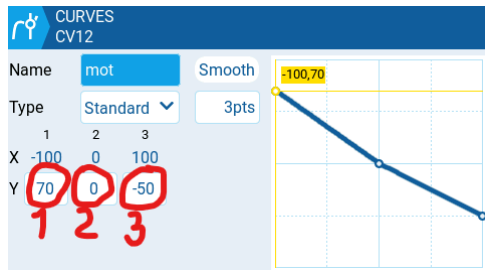 CURVES
CV12
Name mot Smooth
Type Standard 3pts
1 2 3
X -100 0 100
Y 70 0 -50
1 2 3
-100,70